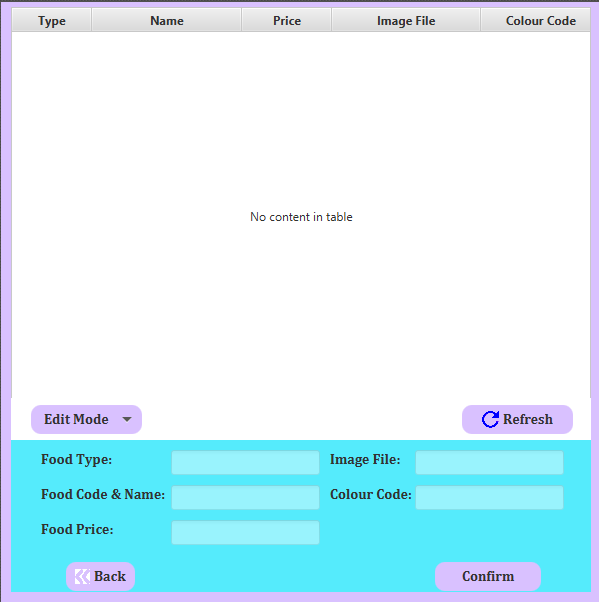 Type Name Price Image File Colour Code
No content in table
Edit Mode Refresh
Food Type: Image File:
Food Code & Name: Colour Code:
Food Price:
Back Confirm